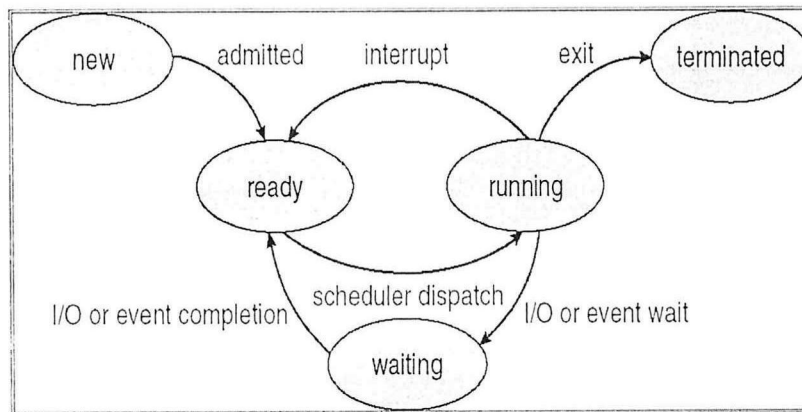 new
admitted
interrupt
exit
terminated
ready
running
scheduler dispatch
I/O or event completion
I/O or event wait
waiting